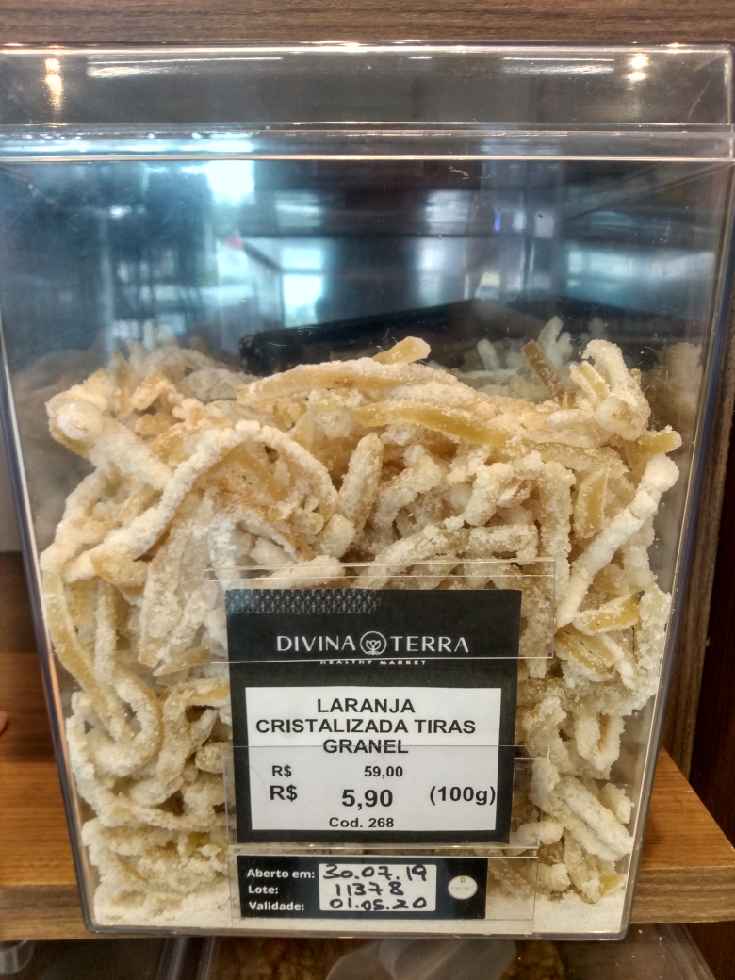 DIVINA TERRA
HEALTHY MARKET
LARANJA
CRISTALIZADA TIRAS
GRANEL
R$ 59,00
R$ 5,90 (100g)
Cod. 268
Aberto em: 30.07.19
Lote: 11378
Validade: 01.05.20